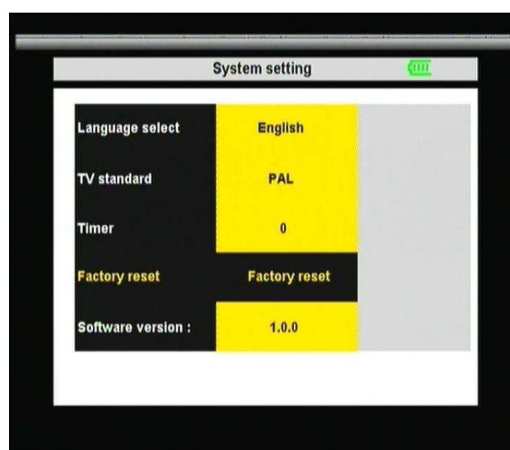 System setting
Language select English
TV standard PAL
Timer 0
Factory reset Factory reset
Software version : 1.0.0